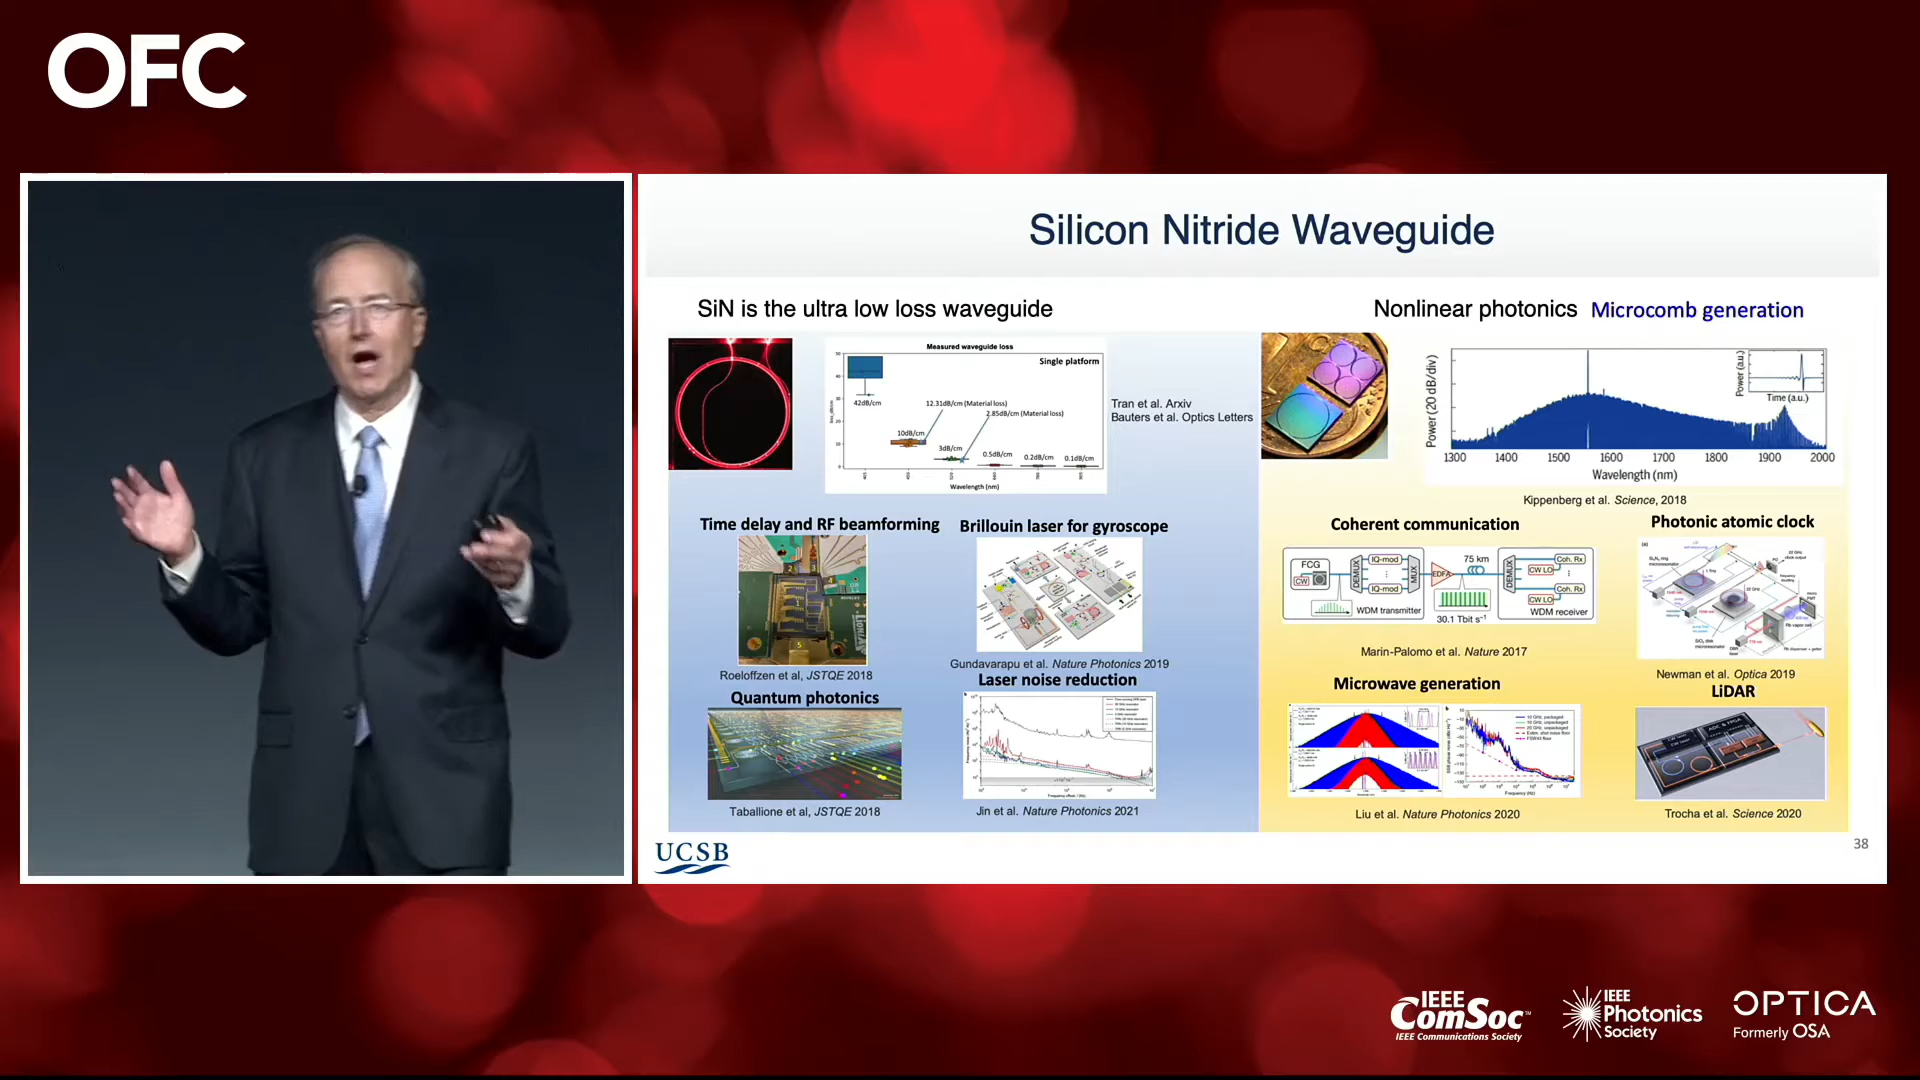 OFC
Silicon Nitride Waveguide
SiN is the ultra low loss waveguide
Measured waveguide loss
Single platform
42dB/cm
12.31dB/cm (Material loss)
2.85dB/cm (Material loss)
10dB/cm
3dB/cm
0.5dB/cm
0.2dB/cm
0.1dB/cm
Wavelength (nm)
Tran et al. Arxiv
Bauters et al. Optics Letters
Time delay and RF beamforming
Roeloffzen et al, JSTQE 2018
Brillouin laser for gyroscope
Gundavarapu et al. Nature Photonics 2019
Quantum photonics
Taballione et al, JSTQE 2018
Laser noise reduction
Jin et al. Nature Photonics 2021
Nonlinear photonics Microcomb generation
Power (20 dB/div)
Power (a.u.)
Time (a.u.)
1300 1400 1500 1600 1700 1800 1900 2000
Wavelength (nm)
Kippenberg et al. Science, 2018
Coherent communication
FCG
CW
DEMUX
IQ-mod
IQ-mod
MUX
WDM transmitter
EDFA
75 km
30.1 Tbit s⁻¹
DEMUX
Coh. Rx
CW LO
Coh. Rx
CW LO
WDM receiver
Marin-Palomo et al. Nature 2017
Photonic atomic clock
Newman et al. Optica 2019
Microwave generation
Liu et al. Nature Photonics 2020
LiDAR
Trocha et al. Science 2020
UCSB
38
IEEE
ComSoc™
IEEE Communications Society
IEEE
Photonics
Society
OPTICA
Formerly OSA